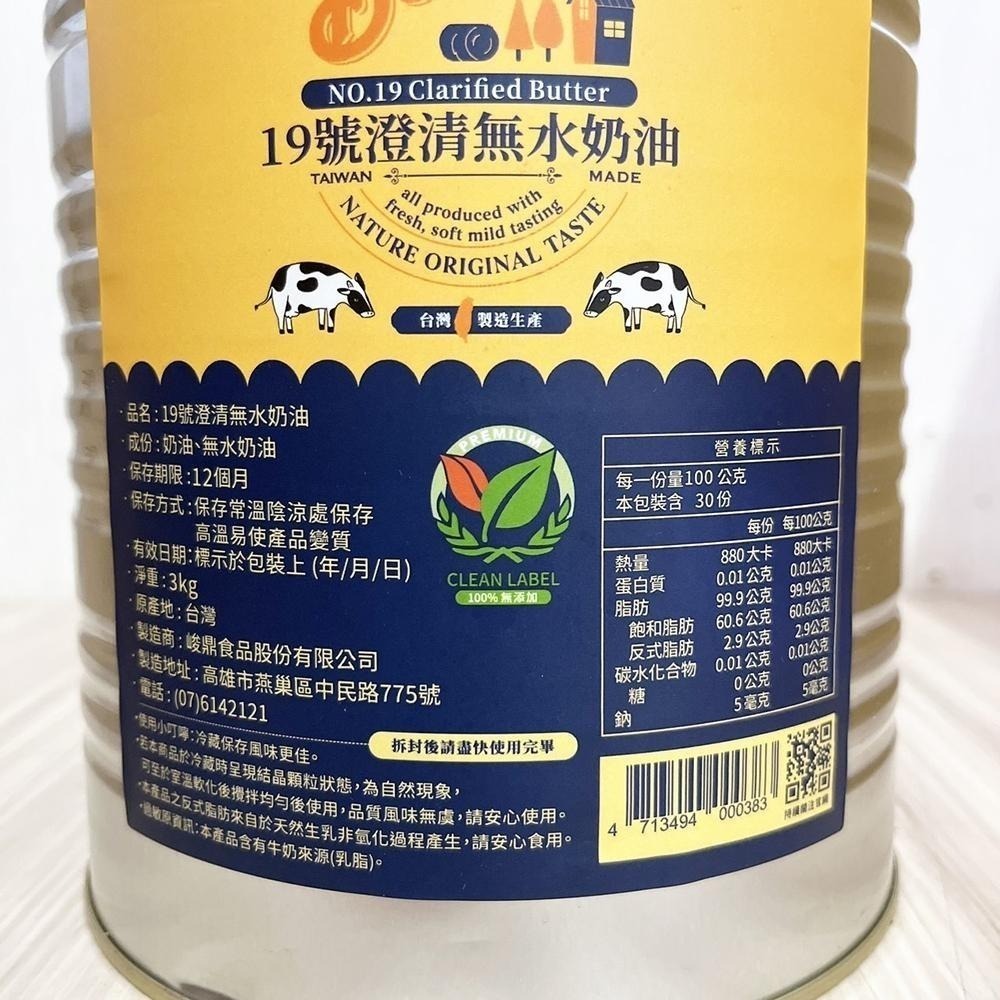 NO.19 Clarified Butter
19號澄清無水奶油
TAIWAN MADE
all produced with
fresh, soft mild tasting
NATURE ORIGINAL TASTE
台灣 製造生產
·品名:19號澄清無水奶油
·成份:奶油、無水奶油
·保存期限:12個月
·保存方式:保存常溫陰涼處保存
高溫易使產品變質
·有效日期:標示於包裝上 (年/月/日)
·淨重:3kg
·原產地:台灣
·製造商:峻鼎食品股份有限公司
·製造地址:高雄市燕巢區中民路775號
·電話:(07)6142121
PREMIUM
CLEAN LABEL
100% 無添加
營養標示
每一份量100 公克
本包裝含 30份
每份 每100公克
熱量 880大卡 880大卡
蛋白質 0.01公克 0.01公克
脂肪 99.9公克 99.9公克
飽和脂肪 60.6公克 60.6公克
反式脂肪 2.9公克 2.9公克
碳水化合物 0.01公克 0.01公克
糖 0公克 0公克
鈉 5毫克 5毫克
拆封後請盡快使用完畢
*使用小叮嚀:冷藏保存風味更佳。
*若本商品於冷藏時呈現結晶顆粒狀態,為自然現象,
可至於室溫軟化後攪拌均勻後使用,品質風味無虞,請安心使用。
*本產品之反式脂肪來自於天然生乳非氫化過程產生,請安心食用。
*過敏原資訊:本產品含有牛奶來源(乳脂)。
4 713494 000383
持續關注官網